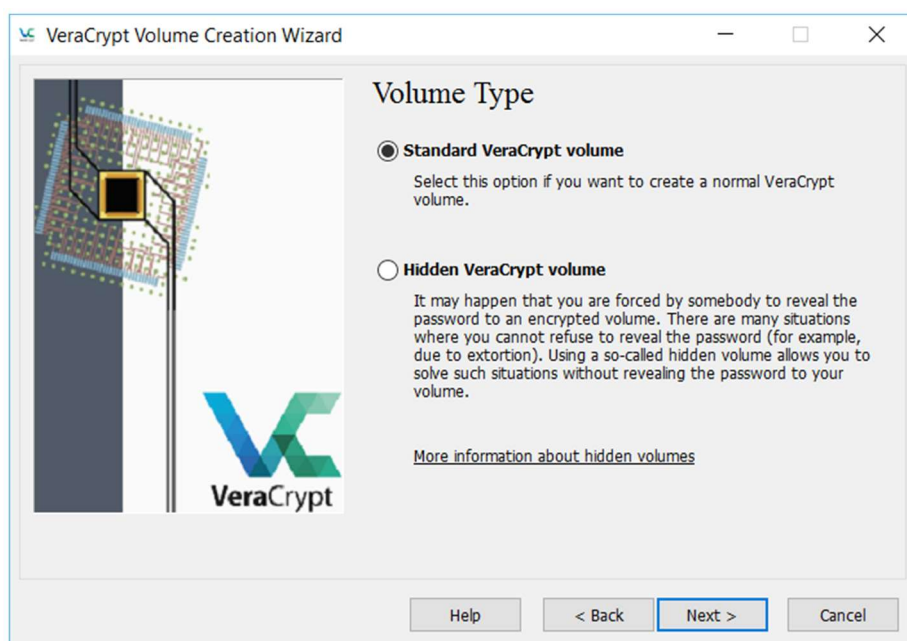 VeraCrypt Volume Creation Wizard
Volume Type
Standard VeraCrypt volume
Select this option if you want to create a normal VeraCrypt
volume.
Hidden VeraCrypt volume
It may happen that you are forced by somebody to reveal the
password to an encrypted volume. There are many situations
where you cannot refuse to reveal the password (for example,
due to extortion). Using a so-called hidden volume allows you to
solve such situations without revealing the password to your
volume.
More information about hidden volumes
VeraCrypt
Help
< Back
Next >
Cancel